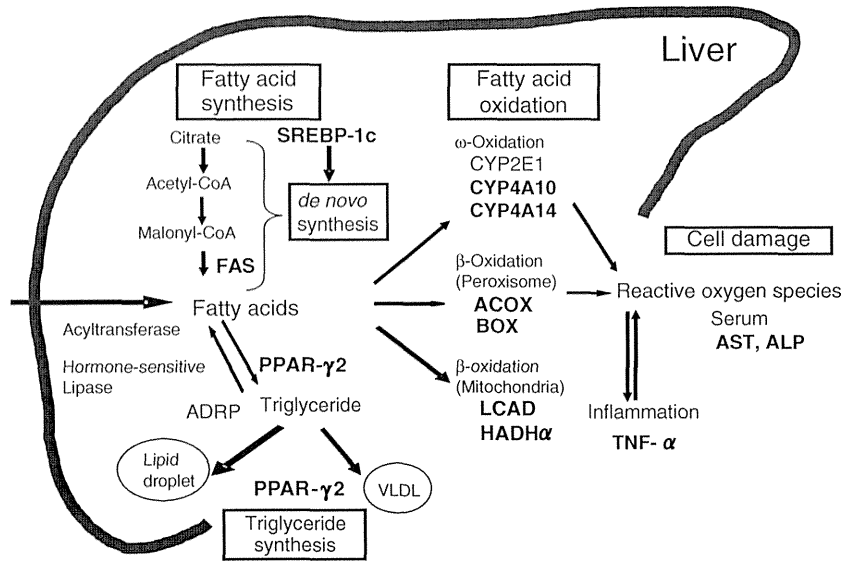 Liver
Fatty acid
synthesis
Citrate
SREBP-1c
Acetyl-CoA
de novo
synthesis
Malonyl-CoA
FAS
Fatty acids
Acyltransferase
Hormone-sensitive
Lipase
PPAR-γ2
ADRP
Triglyceride
Lipid
droplet
PPAR-γ2
VLDL
Triglyceride
synthesis
Fatty acid
oxidation
ω-Oxidation
CYP2E1
CYP4A10
CYP4A14
β-Oxidation
(Peroxisome)
ACOX
BOX
β-oxidation
(Mitochondria)
LCAD
HADHα
Cell damage
Reactive oxygen species
Serum
AST, ALP
Inflammation
TNF- α